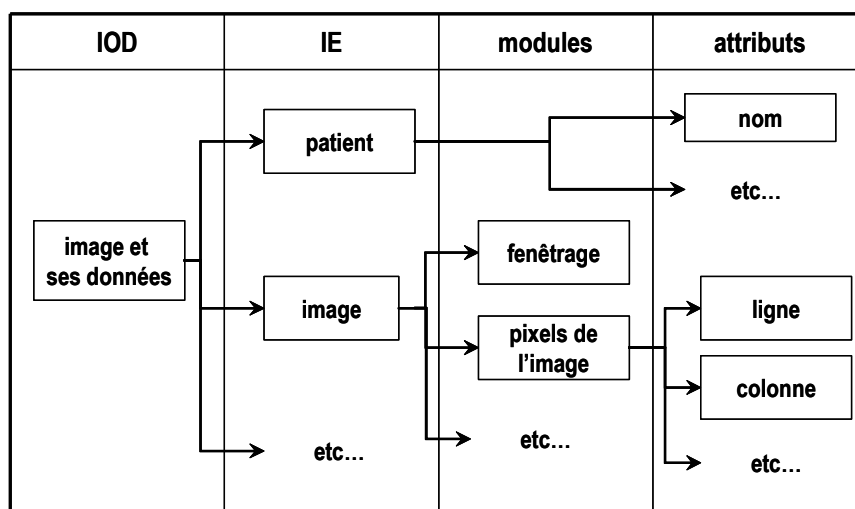 IOD
IE
modules
attributs
patient
nom
etc…
image et
ses données
image
fenêtrage
pixels de
l’image
ligne
colonne
etc…
etc…
etc…